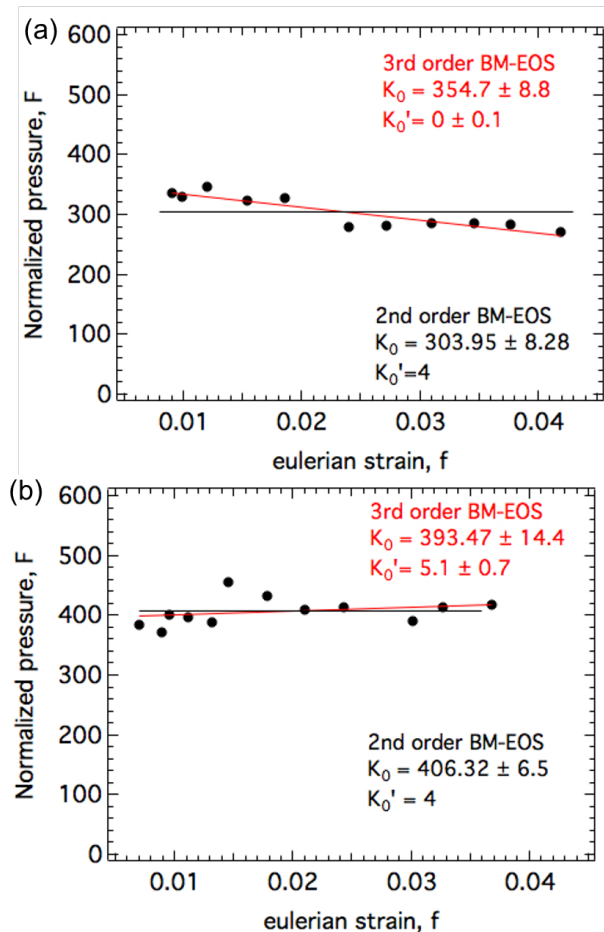 (a)
600
500
400
300
200
100
0
Normalized pressure, F
3rd order BM-EOS
K0 = 354.7 ± 8.8
K0'= 0 ± 0.1
2nd order BM-EOS
K0 = 303.95 ± 8.28
K0'=4
0.01 0.02 0.03 0.04
eulerian strain, f
(b)
600
500
400
300
200
100
0
Normalized pressure, F
3rd order BM-EOS
K0 = 393.47 ± 14.4
K0'= 5.1 ± 0.7
2nd order BM-EOS
K0 = 406.32 ± 6.5
K0' = 4
0.01 0.02 0.03 0.04
eulerian strain, f